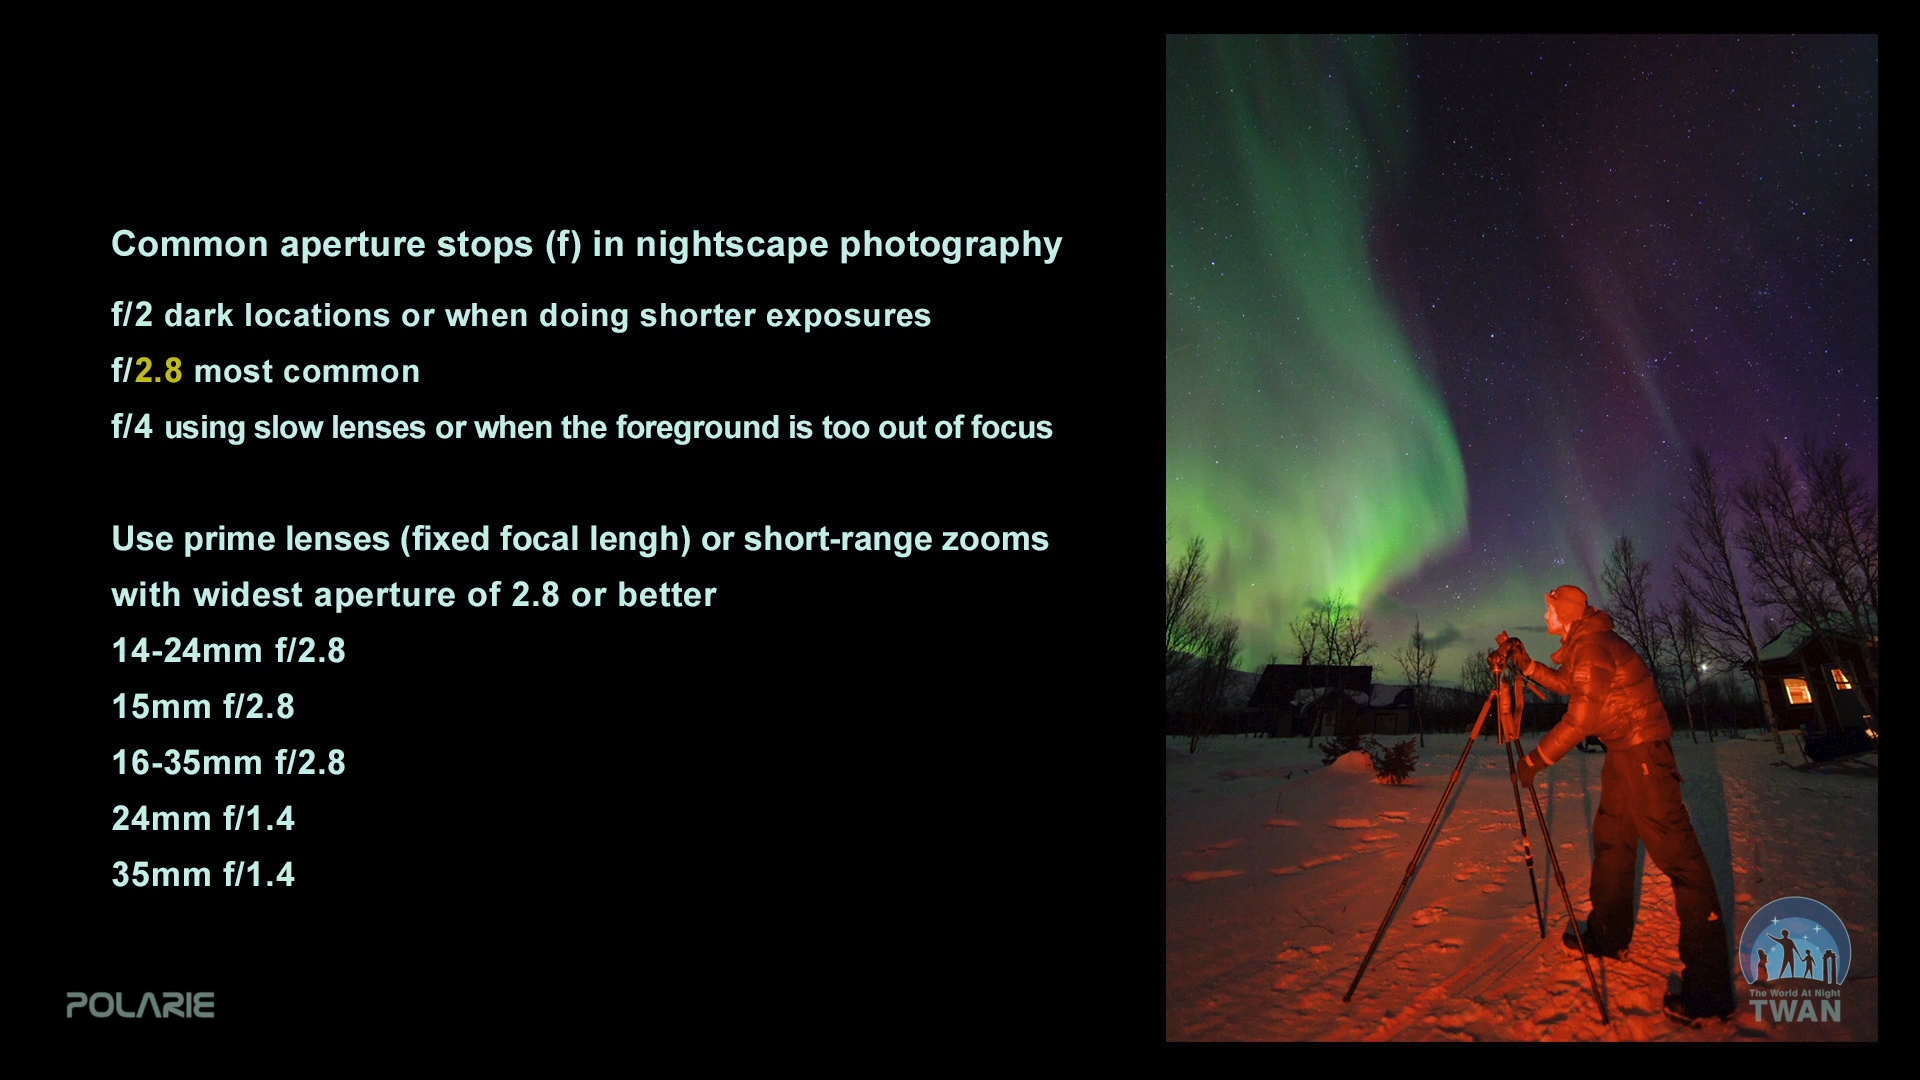 Common aperture stops (f) in nightscape photography
f/2 dark locations or when doing shorter exposures
f/2.8 most common
f/4 using slow lenses or when the foreground is too out of focus
Use prime lenses (fixed focal lengh) or short-range zooms
with widest aperture of 2.8 or better
14-24mm f/2.8
15mm f/2.8
16-35mm f/2.8
24mm f/1.4
35mm f/1.4
POLARIE
The World At Night
TWAN